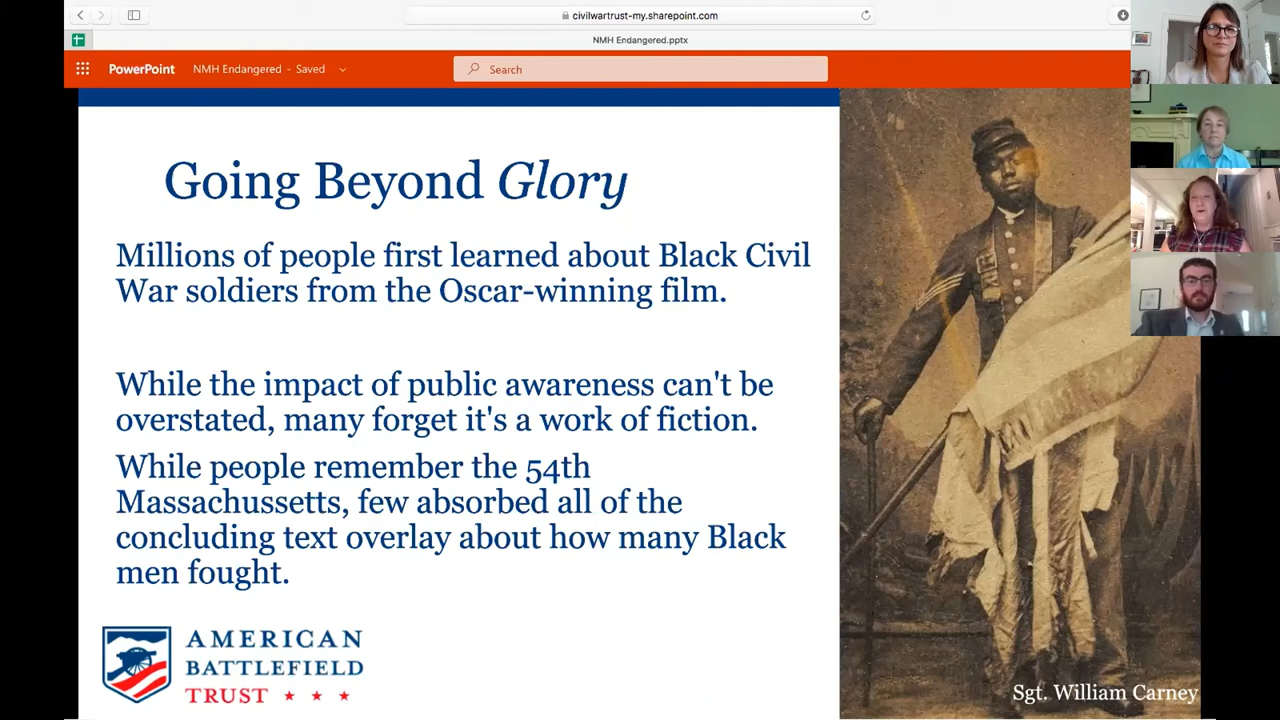 civilwartrust-my.sharepoint.com
NMH Endangered.pptx
PowerPoint
NMH Endangered - Saved
Search
Going Beyond Glory
Millions of people first learned about Black Civil
War soldiers from the Oscar-winning film.
While the impact of public awareness can't be
overstated, many forget it's a work of fiction.
While people remember the 54th
Massachussetts, few absorbed all of the
concluding text overlay about how many Black
men fought.
AMERICAN
BATTLEFIELD
TRUST
Sgt. William Carney